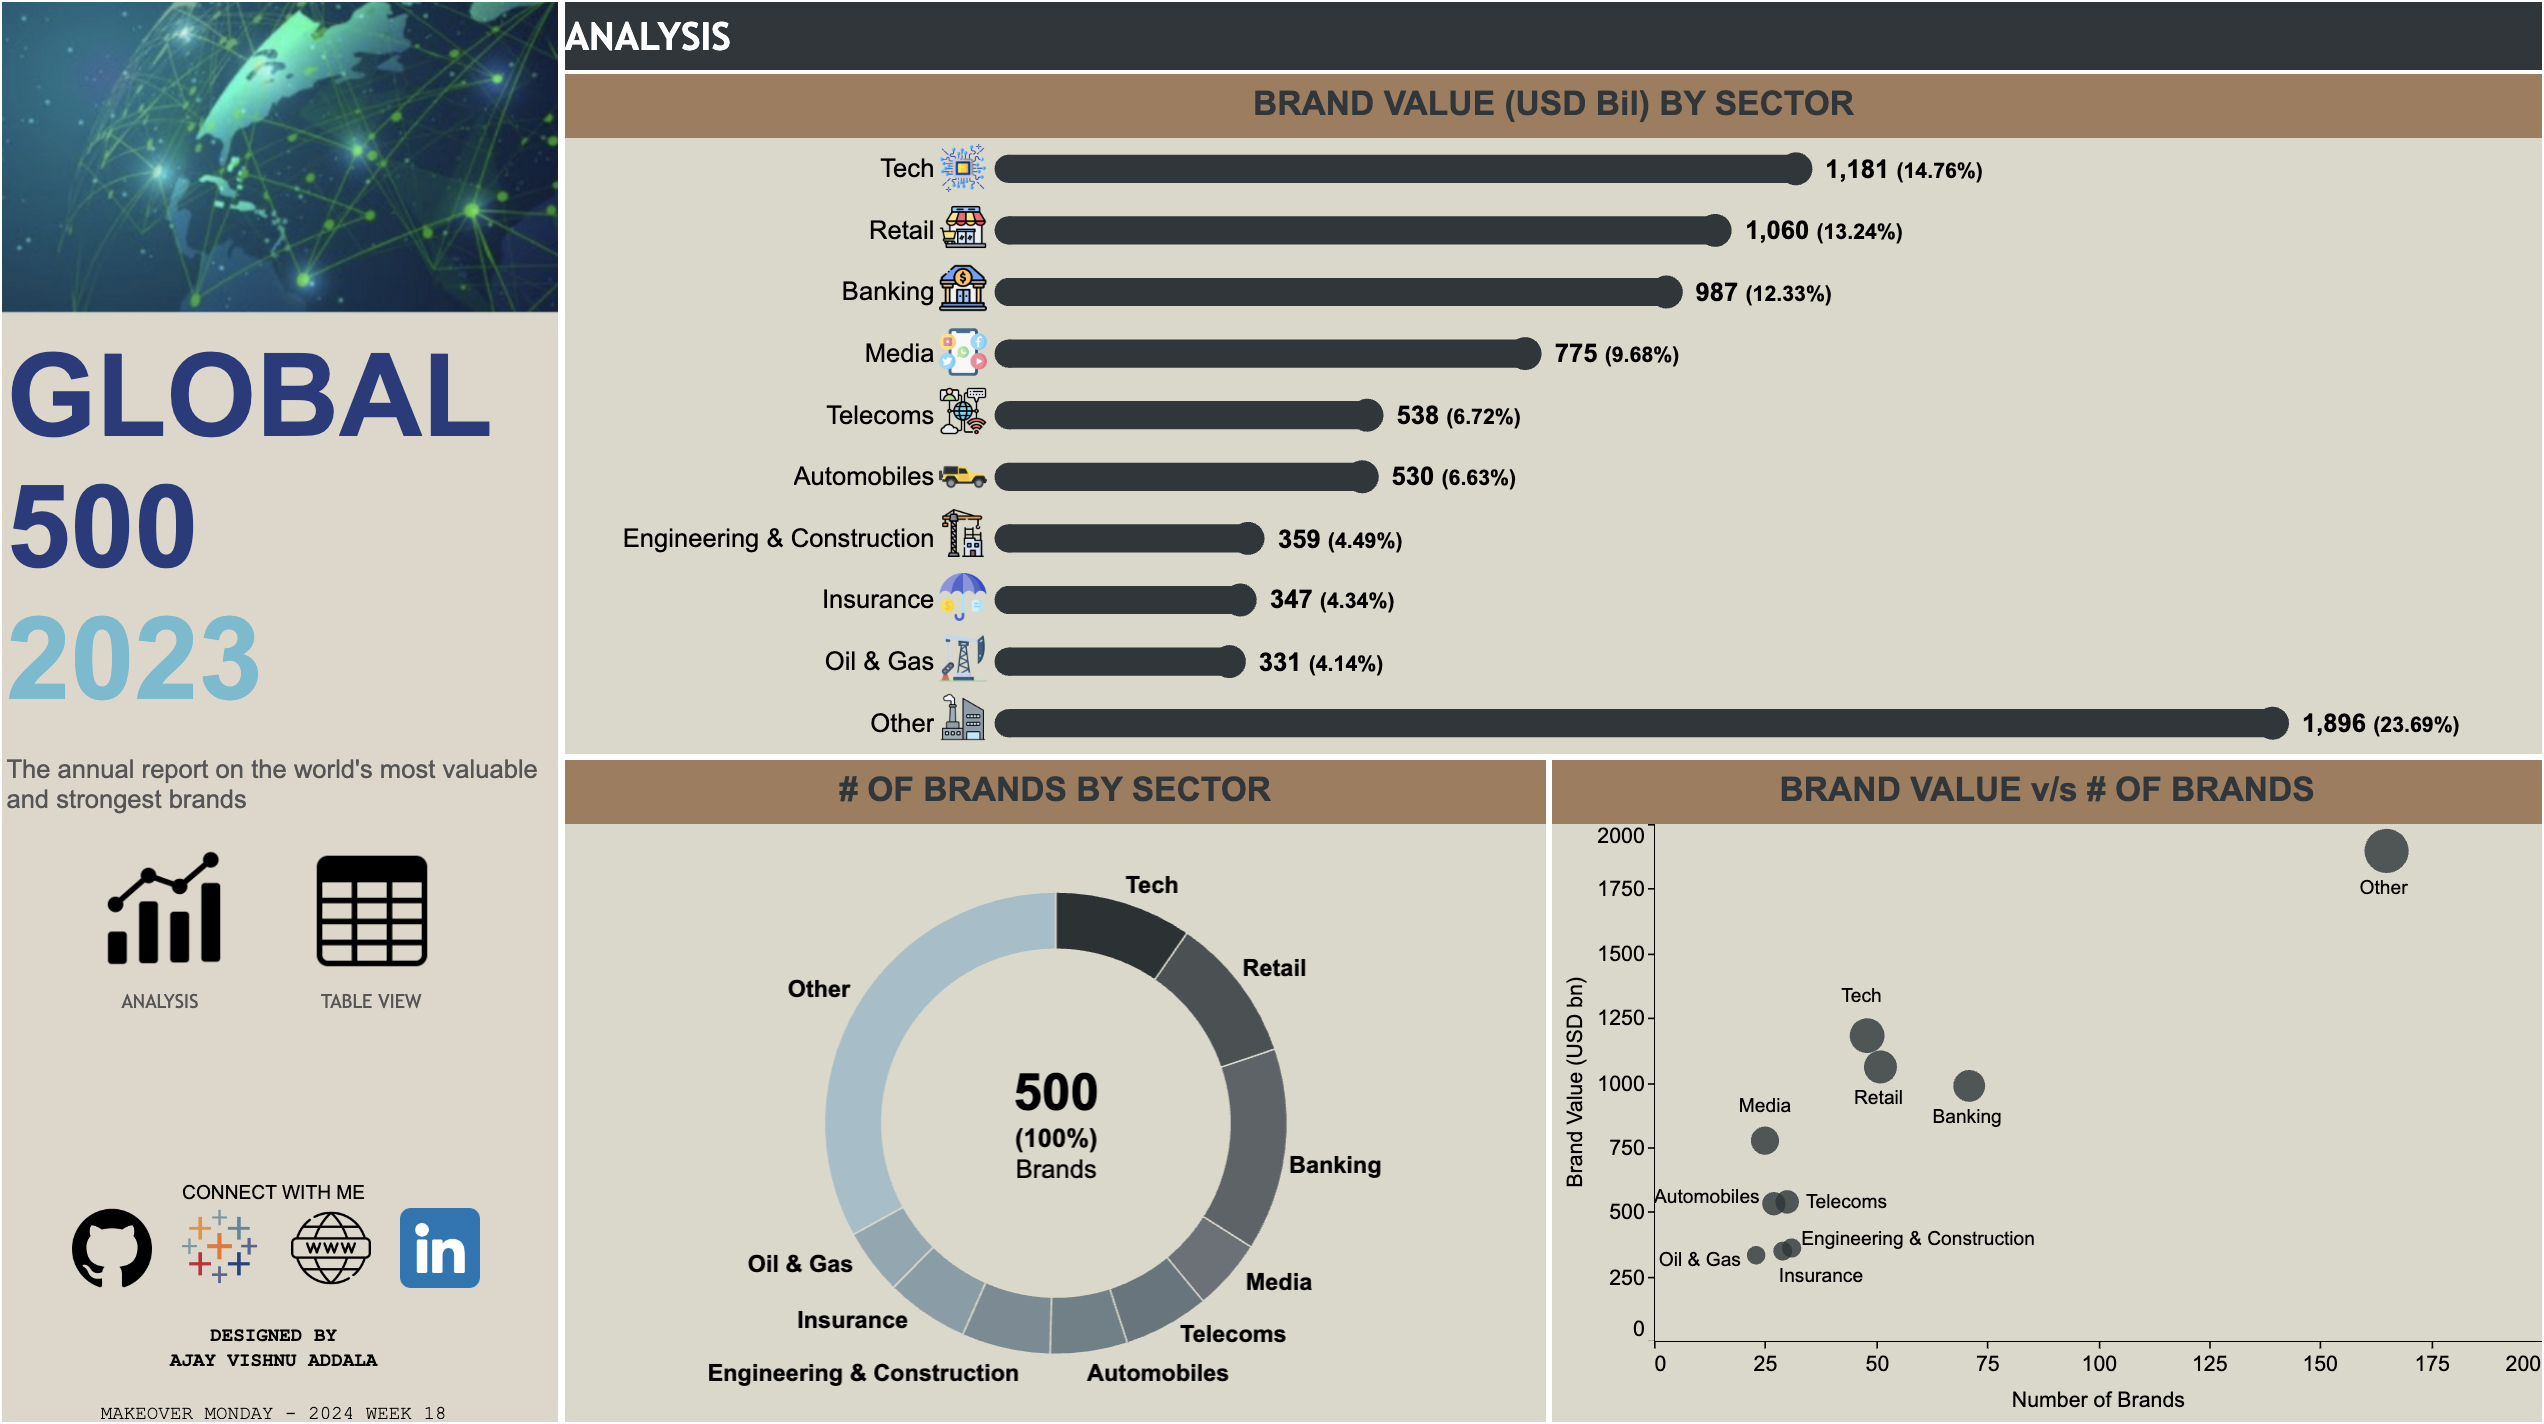 GLOBAL
500
2023
The annual report on the world's most valuable
and strongest brands
ANALYSIS
TABLE VIEW
CONNECT WITH ME
WWW
in
DESIGNED BY
AJAY VISHNU ADDALA
MAKEOVER MONDAY - 2024 WEEK 18
ANALYSIS
BRAND VALUE (USD Bil) BY SECTOR
Tech 1,181 (14.76%)
Retail 1,060 (13.24%)
Banking 987 (12.33%)
Media 775 (9.68%)
Telecoms 538 (6.72%)
Automobiles 530 (6.63%)
Engineering & Construction 359 (4.49%)
Insurance 347 (4.34%)
Oil & Gas 331 (4.14%)
Other 1,896 (23.69%)
# OF BRANDS BY SECTOR
Tech
Retail
Other
500
(100%)
Brands
Banking
Oil & Gas
Media
Insurance
Telecoms
Engineering & Construction
Automobiles
BRAND VALUE v/s # OF BRANDS
Brand Value (USD bn)
2000
1750
1500
1250
1000
750
500
250
0
Other
Tech
Retail
Banking
Media
Automobiles
Telecoms
Engineering & Construction
Oil & Gas
Insurance
0 25 50 75 100 125 150 175 200
Number of Brands